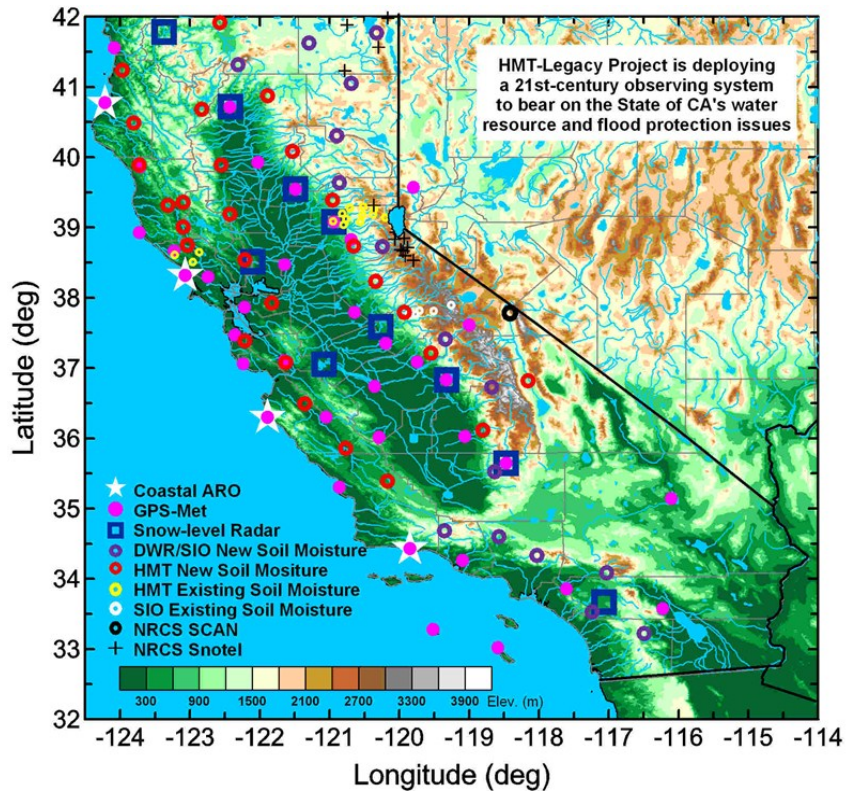 HMT-Legacy Project is deploying
a 21st-century observing system
to bear on the State of CA's water
resource and flood protection issues
42
41
40
39
38
37
36
35
34
33
32
Latitude (deg)
Coastal ARO
GPS-Met
Snow-level Radar
DWR/SIO New Soil Moisture
HMT New Soil Mositure
HMT Existing Soil Moisture
SIO Existing Soil Moisture
NRCS SCAN
NRCS Snotel
300 900 1500 2100 2700 3300 3900 Elev. (m)
-124 -123 -122 -121 -120 -119 -118 -117 -116 -115 -114
Longitude (deg)